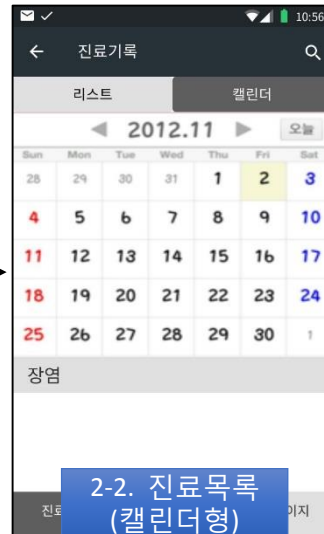 10:56
진료기록
리스트 캘린더
2012.11 오늘
Sun Mon Tue Wed Thu Fri Sat
28 29 30 31 1 2 3
4 5 6 7 8 9 10
11 12 13 14 15 16 17
18 19 20 21 22 23 24
25 26 27 28 29 30 1
장염
2-2. 진료목록
(캘린더형)